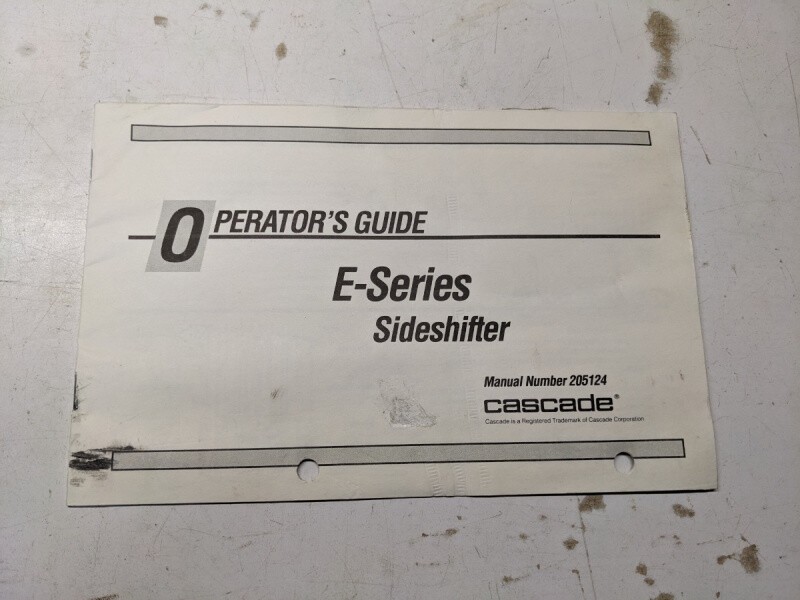 OPERATOR'S GUIDE
E-Series
Sideshifter
Manual Number 205124
cascade®
Cascade is a Registered Trademark of Cascade Corporation